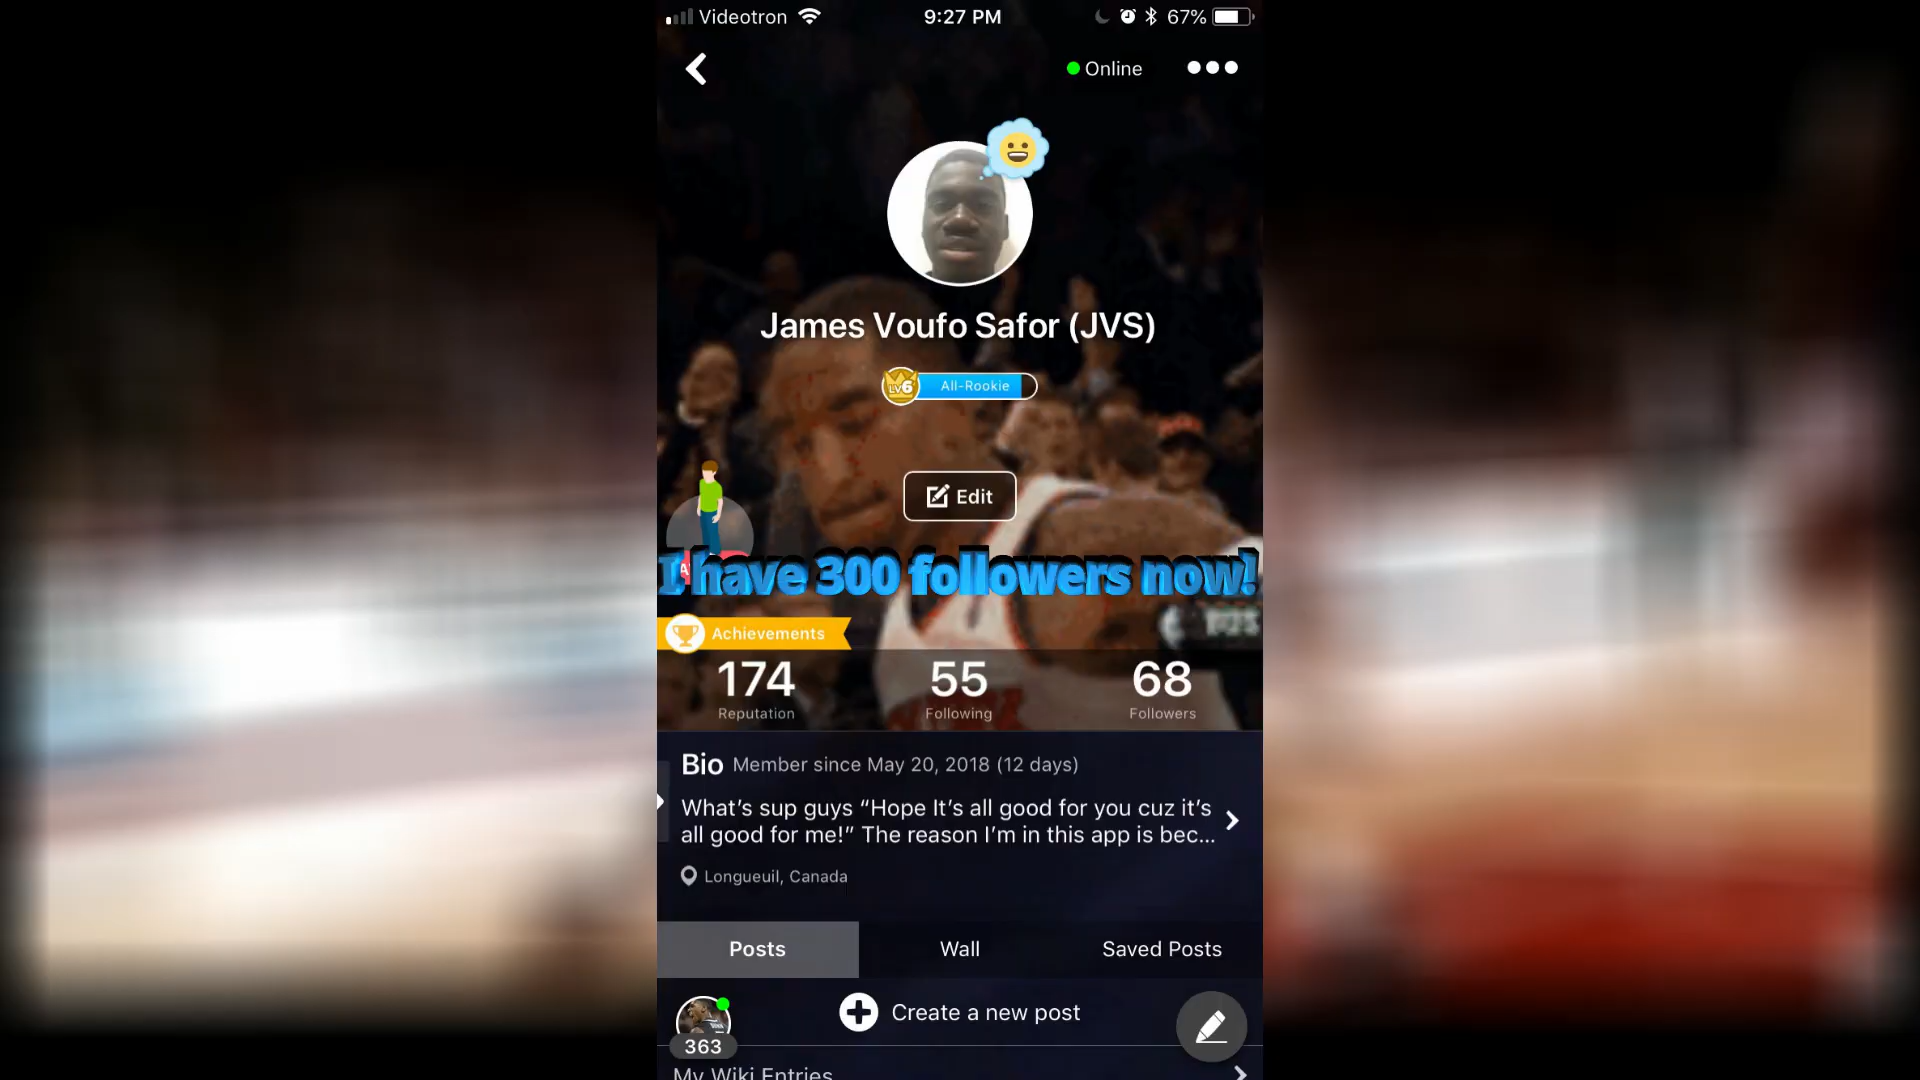 Videotron
9:27 PM
67%
Online
James Voufo Safor (JVS)
Lv6
All-Rookie
Edit
I have 300 followers now!
Achievements
174
55
68
Reputation
Following
Followers
Bio Member since May 20, 2018 (12 days)
What's sup guys “Hope It's all good for you cuz it's
all good for me!” The reason I'm in this app is bec...
Longueuil, Canada
Posts
Wall
Saved Posts
Create a new post
363
My Wiki Entries